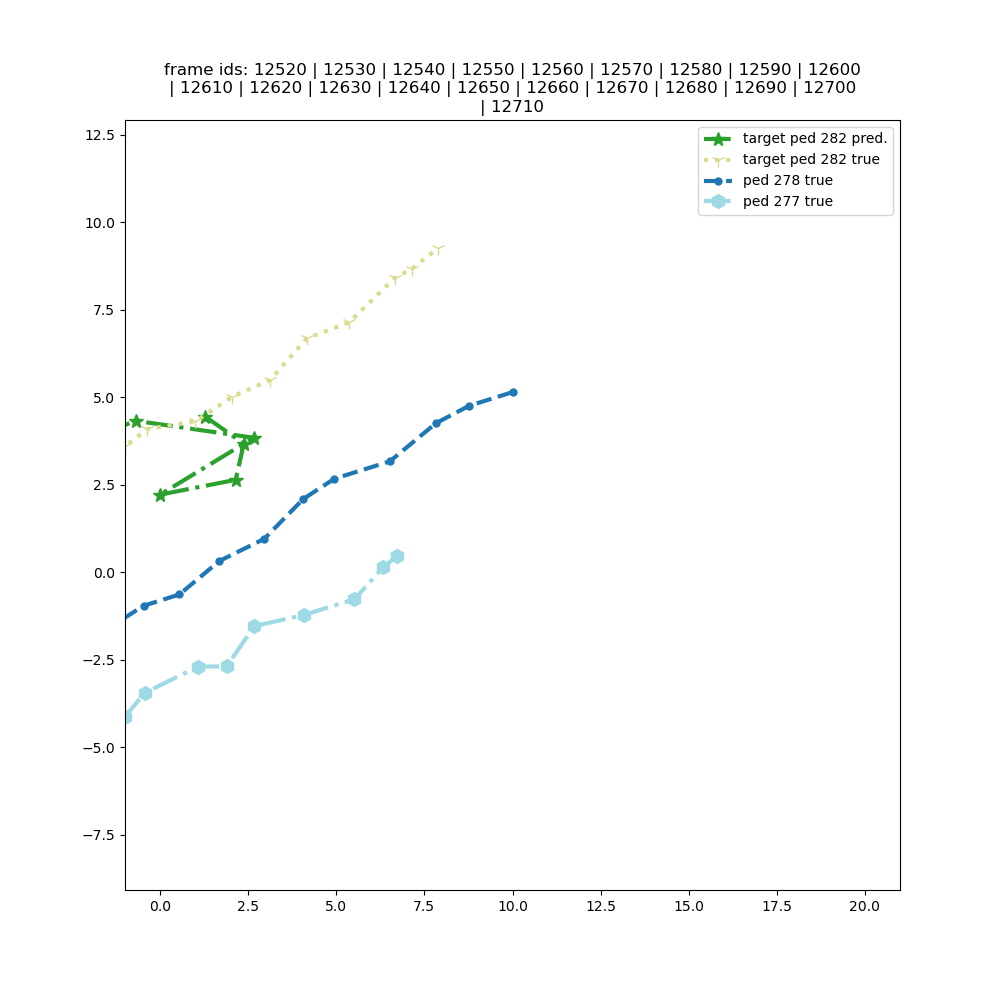 frame ids: 12520 | 12530 | 12540 | 12550 | 12560 | 12570 | 12580 | 12590 | 12600
| 12610 | 12620 | 12630 | 12640 | 12650 | 12660 | 12670 | 12680 | 12690 | 12700
| 12710
12.5
10.0
7.5
5.0
2.5
0.0
−2.5
−5.0
−7.5
target ped 282 pred.
target ped 282 true
ped 278 true
ped 277 true
0.0 2.5 5.0 7.5 10.0 12.5 15.0 17.5 20.0